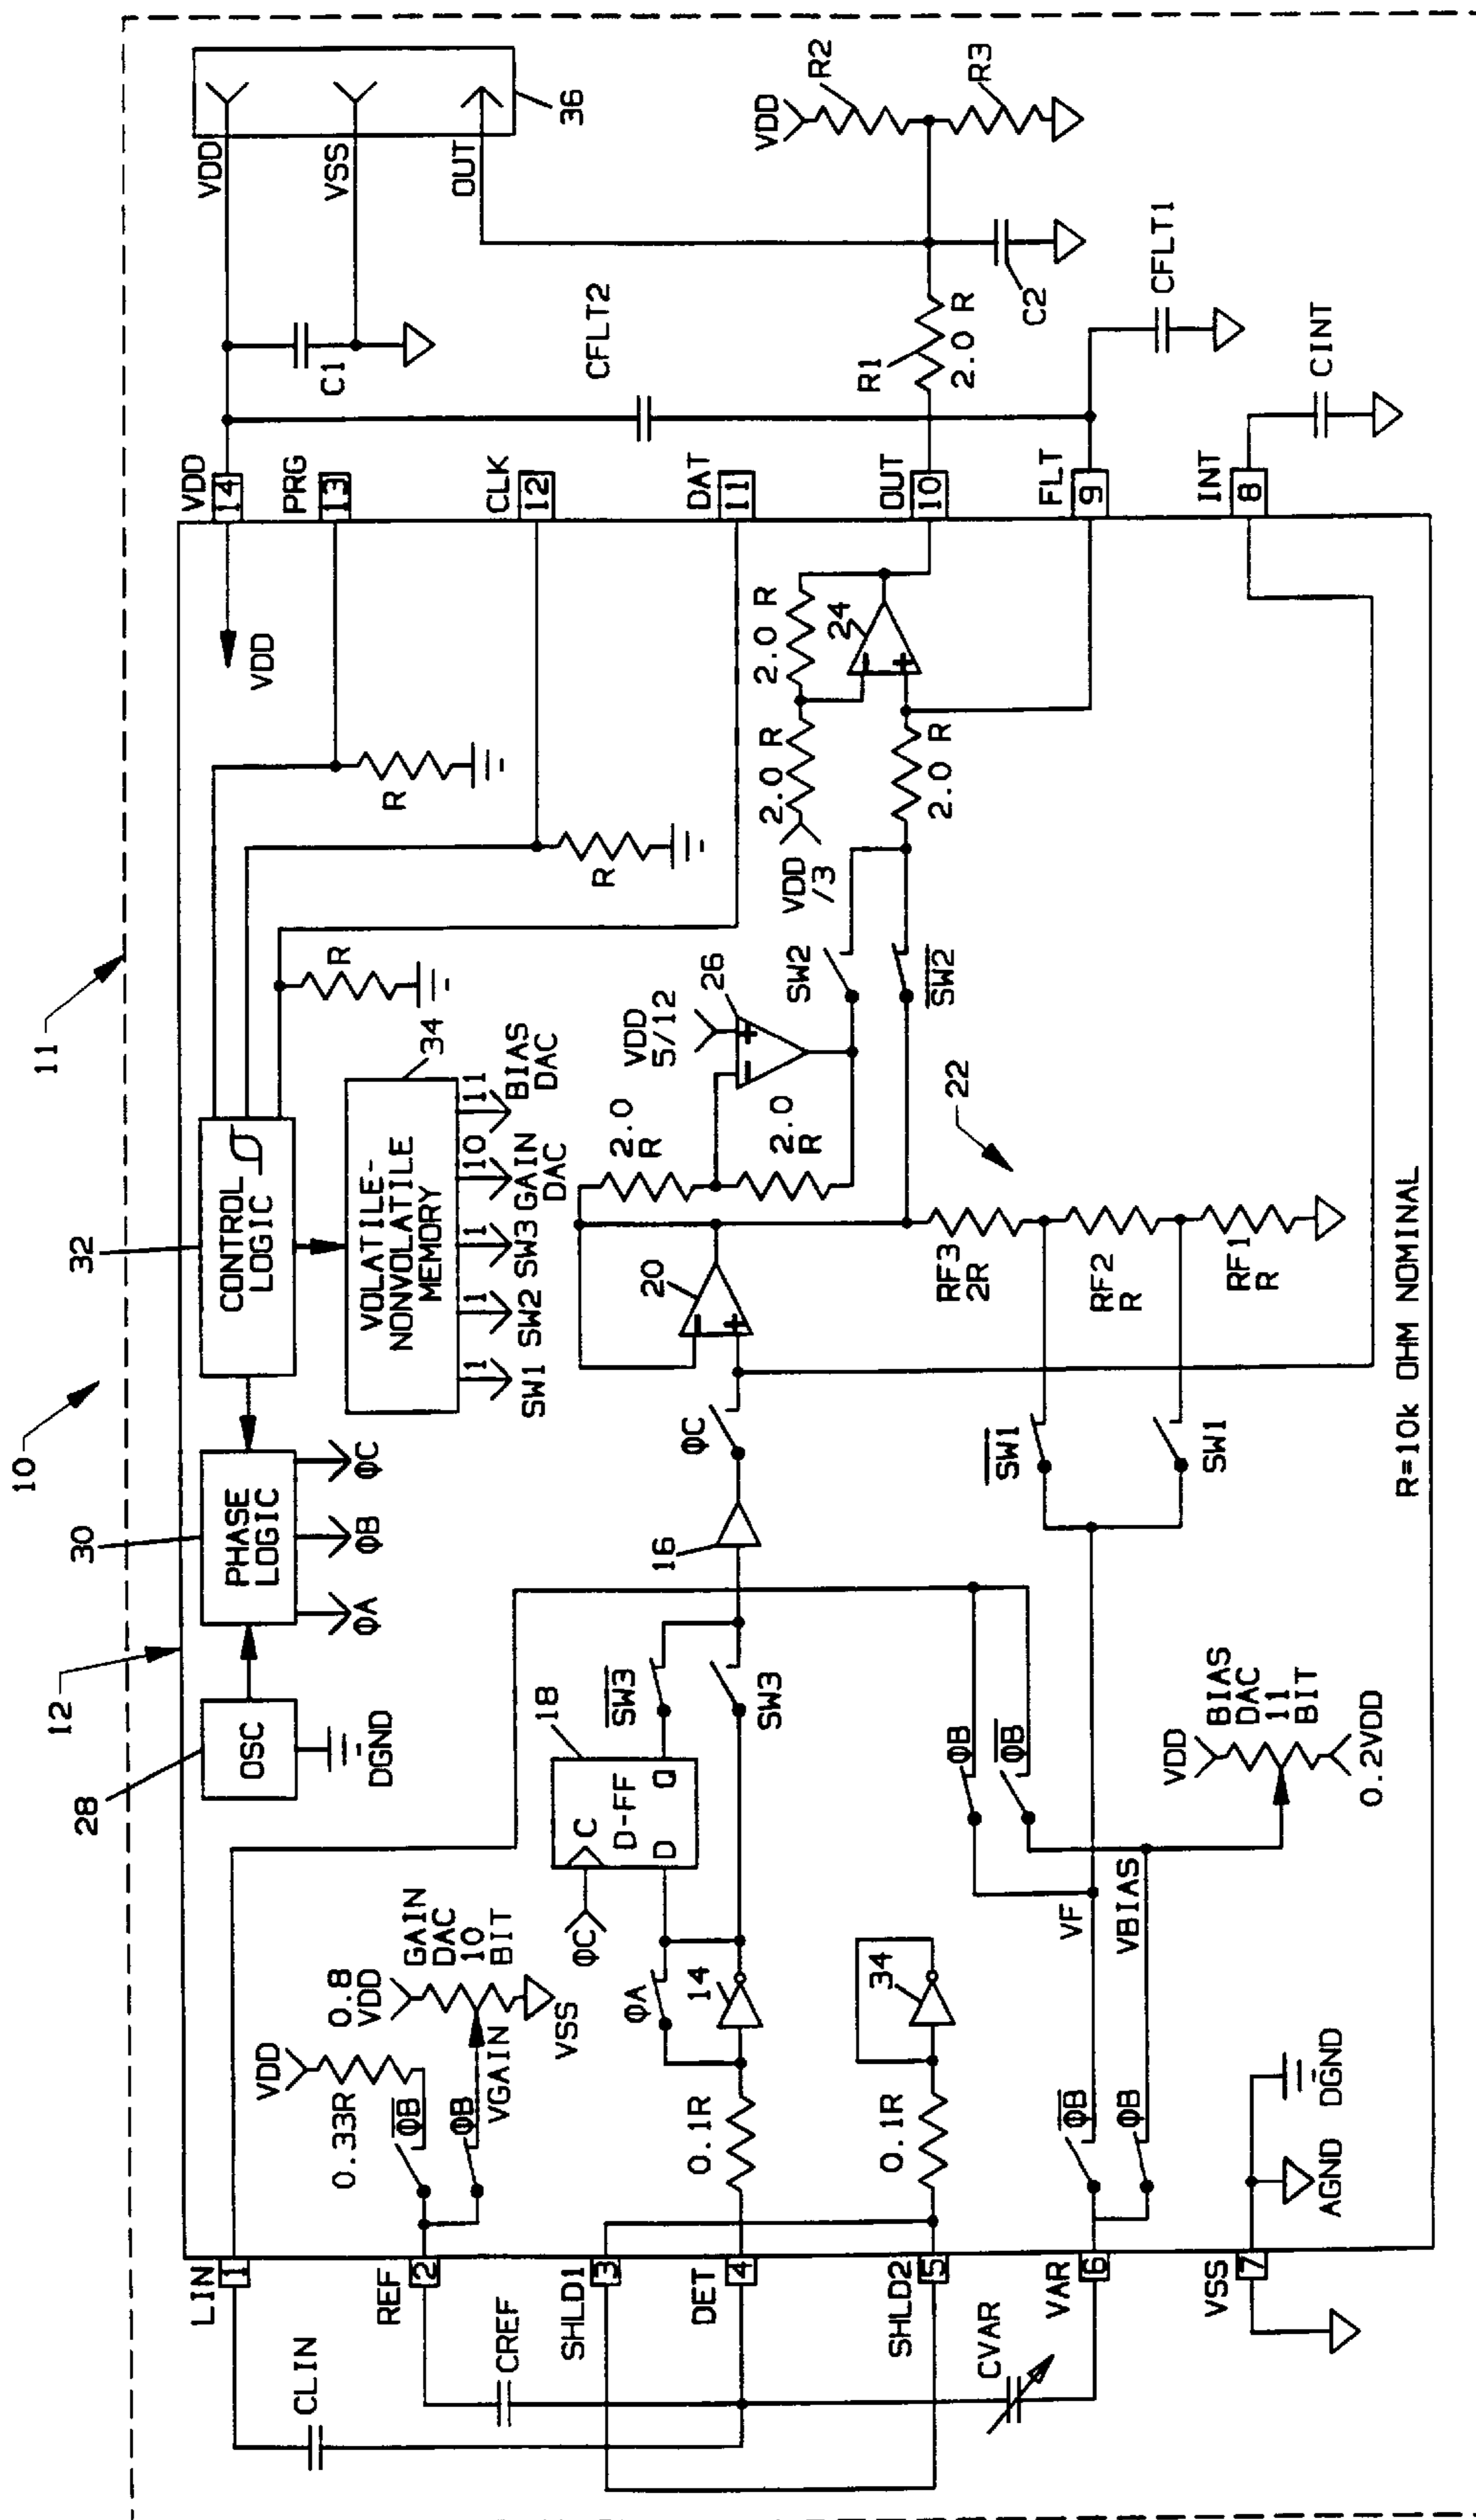 10
11
12
28
OSC
DGND
30
PHASE
LOGIC
ΦA
ΦB
ΦC
32
CONTROL
LOGIC
34
VOLATILE-
NONVOLATILE
MEMORY
1
1
1
10
11
SW1
SW2
SW3
GAIN
DAC
BIAS
DAC
R
R
R
VDD
VDD
14
PRG
13
CLK
12
DAT
11
OUT
10
FLT
9
INT
8
VDD
VSS
OUT
36
C1
CFLT2
R1
2.0 R
C2
VDD
R2
R3
CFLT1
CINT
LIN
1
REF
2
SHLD1
3
DET
4
SHLD2
5
VAR
6
VSS
7
CLIN
CREF
CVAR
VDD
0.33R
ΦB
ΦB
VGAIN
0.8
VDD
GAIN
DAC
10
BIT
VSS
0.1R
ΦA
14
ΦC
C
D-FF
D
Q
18
SW3
SW3
16
ΦC
20
0.1R
34
2.0
R
2.0
R
VDD
5/12
26
SW2
SW2
VDD
/3
2.0 R
2.0 R
24
2.0 R
22
RF3
2R
RF2
R
RF1
R
SW1
SW1
ΦB
ΦB
VF
VBIAS
ΦB
ΦB
VDD
BIAS
DAC
11
BIT
0.2VDD
AGND
DGND
R=10k OHM NOMINAL